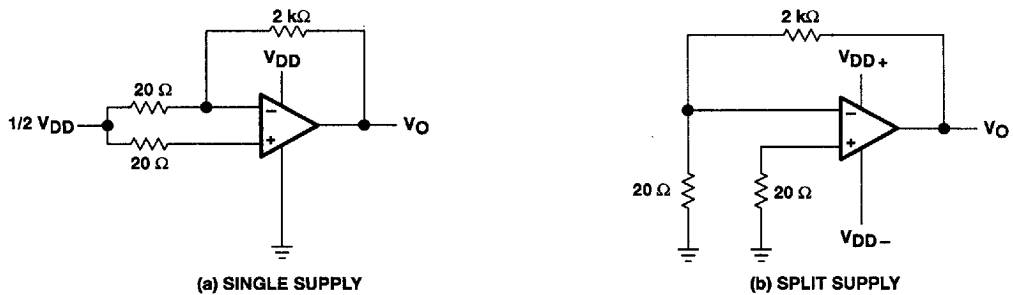 2 kΩ
VDD
20 Ω
1/2 VDD
20 Ω
−
+
VO
(a) SINGLE SUPPLY
2 kΩ
VDD+
−
+
VO
20 Ω
20 Ω
VDD−
(b) SPLIT SUPPLY